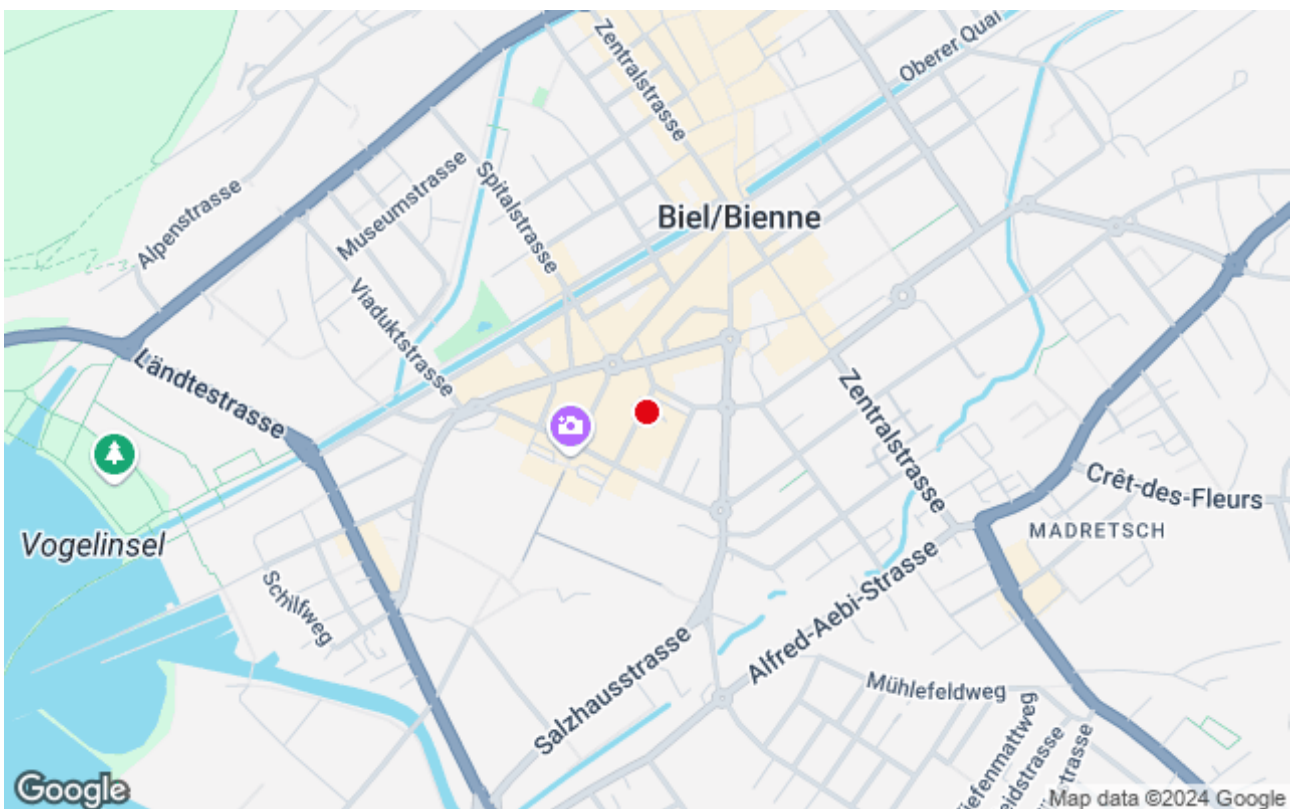 Zentralstrasse
Oberer Quai
Museumstrasse
Spitalstrasse
Alpenstrasse
Biel/Bienne
Viaduktstrasse
Ländtestrasse
Zentralstrasse
Crêt-des-Fleurs
MADRETSCH
Vogelinsel
Schilfweg
Alfred-Aebi-Strasse
Salzhausstrasse
Mühlefeldweg
Google
Map data ©2024 Google